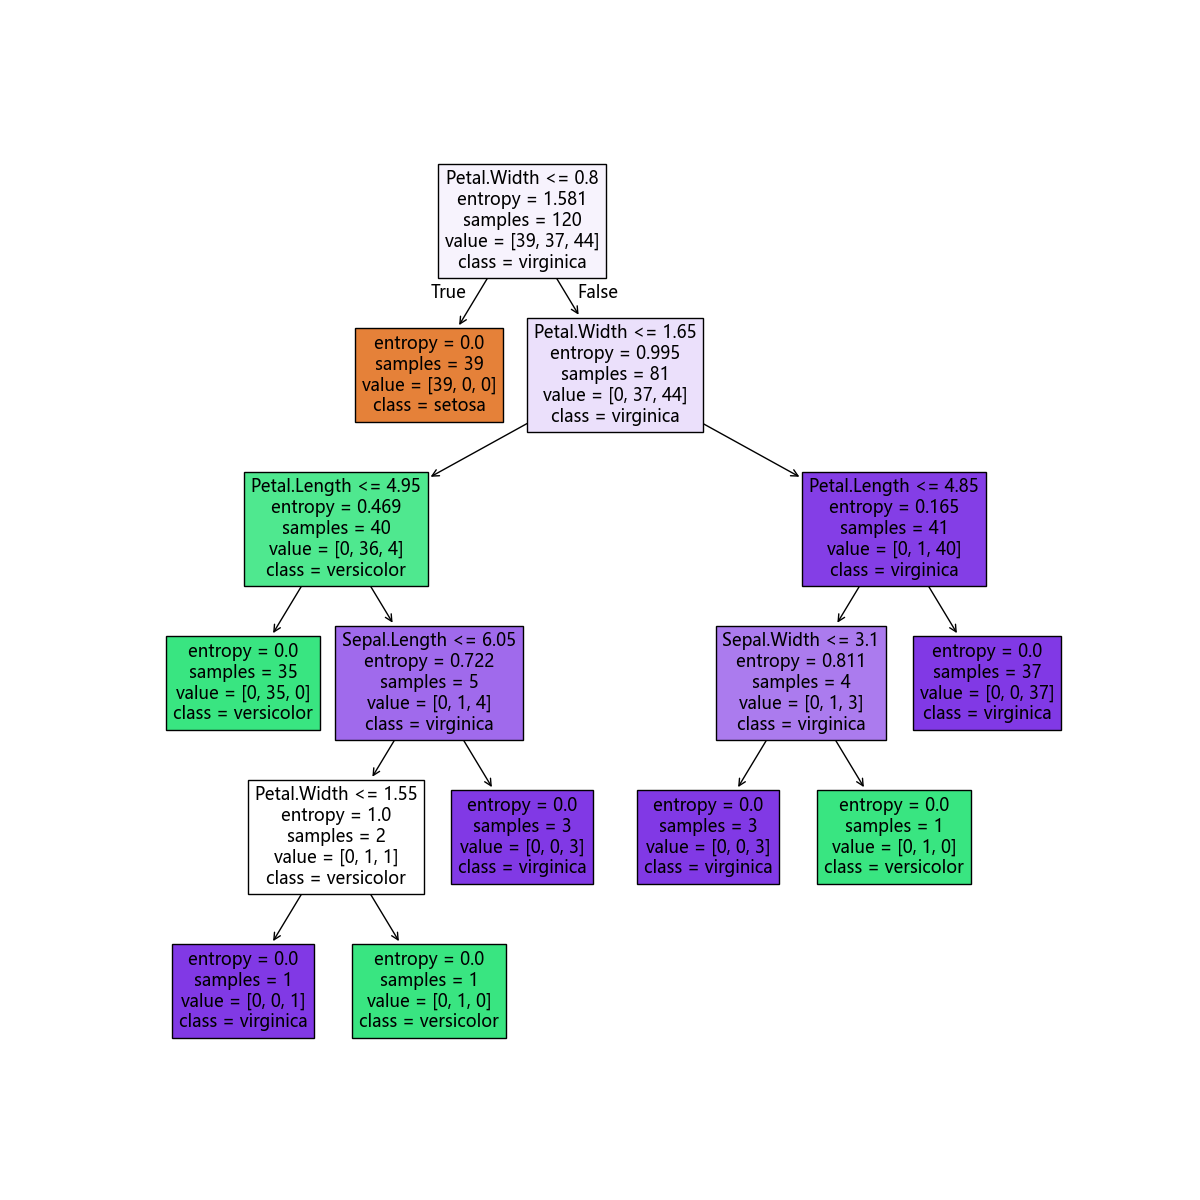 Petal.Width <= 0.8
entropy = 1.581
samples = 120
value = [39, 37, 44]
class = virginica
True
False
entropy = 0.0
samples = 39
value = [39, 0, 0]
class = setosa
Petal.Width <= 1.65
entropy = 0.995
samples = 81
value = [0, 37, 44]
class = virginica
Petal.Length <= 4.95
entropy = 0.469
samples = 40
value = [0, 36, 4]
class = versicolor
Petal.Length <= 4.85
entropy = 0.165
samples = 41
value = [0, 1, 40]
class = virginica
entropy = 0.0
samples = 35
value = [0, 35, 0]
class = versicolor
Sepal.Length <= 6.05
entropy = 0.722
samples = 5
value = [0, 1, 4]
class = virginica
Sepal.Width <= 3.1
entropy = 0.811
samples = 4
value = [0, 1, 3]
class = virginica
entropy = 0.0
samples = 37
value = [0, 0, 37]
class = virginica
Petal.Width <= 1.55
entropy = 1.0
samples = 2
value = [0, 1, 1]
class = versicolor
entropy = 0.0
samples = 3
value = [0, 0, 3]
class = virginica
entropy = 0.0
samples = 3
value = [0, 0, 3]
class = virginica
entropy = 0.0
samples = 1
value = [0, 1, 0]
class = versicolor
entropy = 0.0
samples = 1
value = [0, 0, 1]
class = virginica
entropy = 0.0
samples = 1
value = [0, 1, 0]
class = versicolor